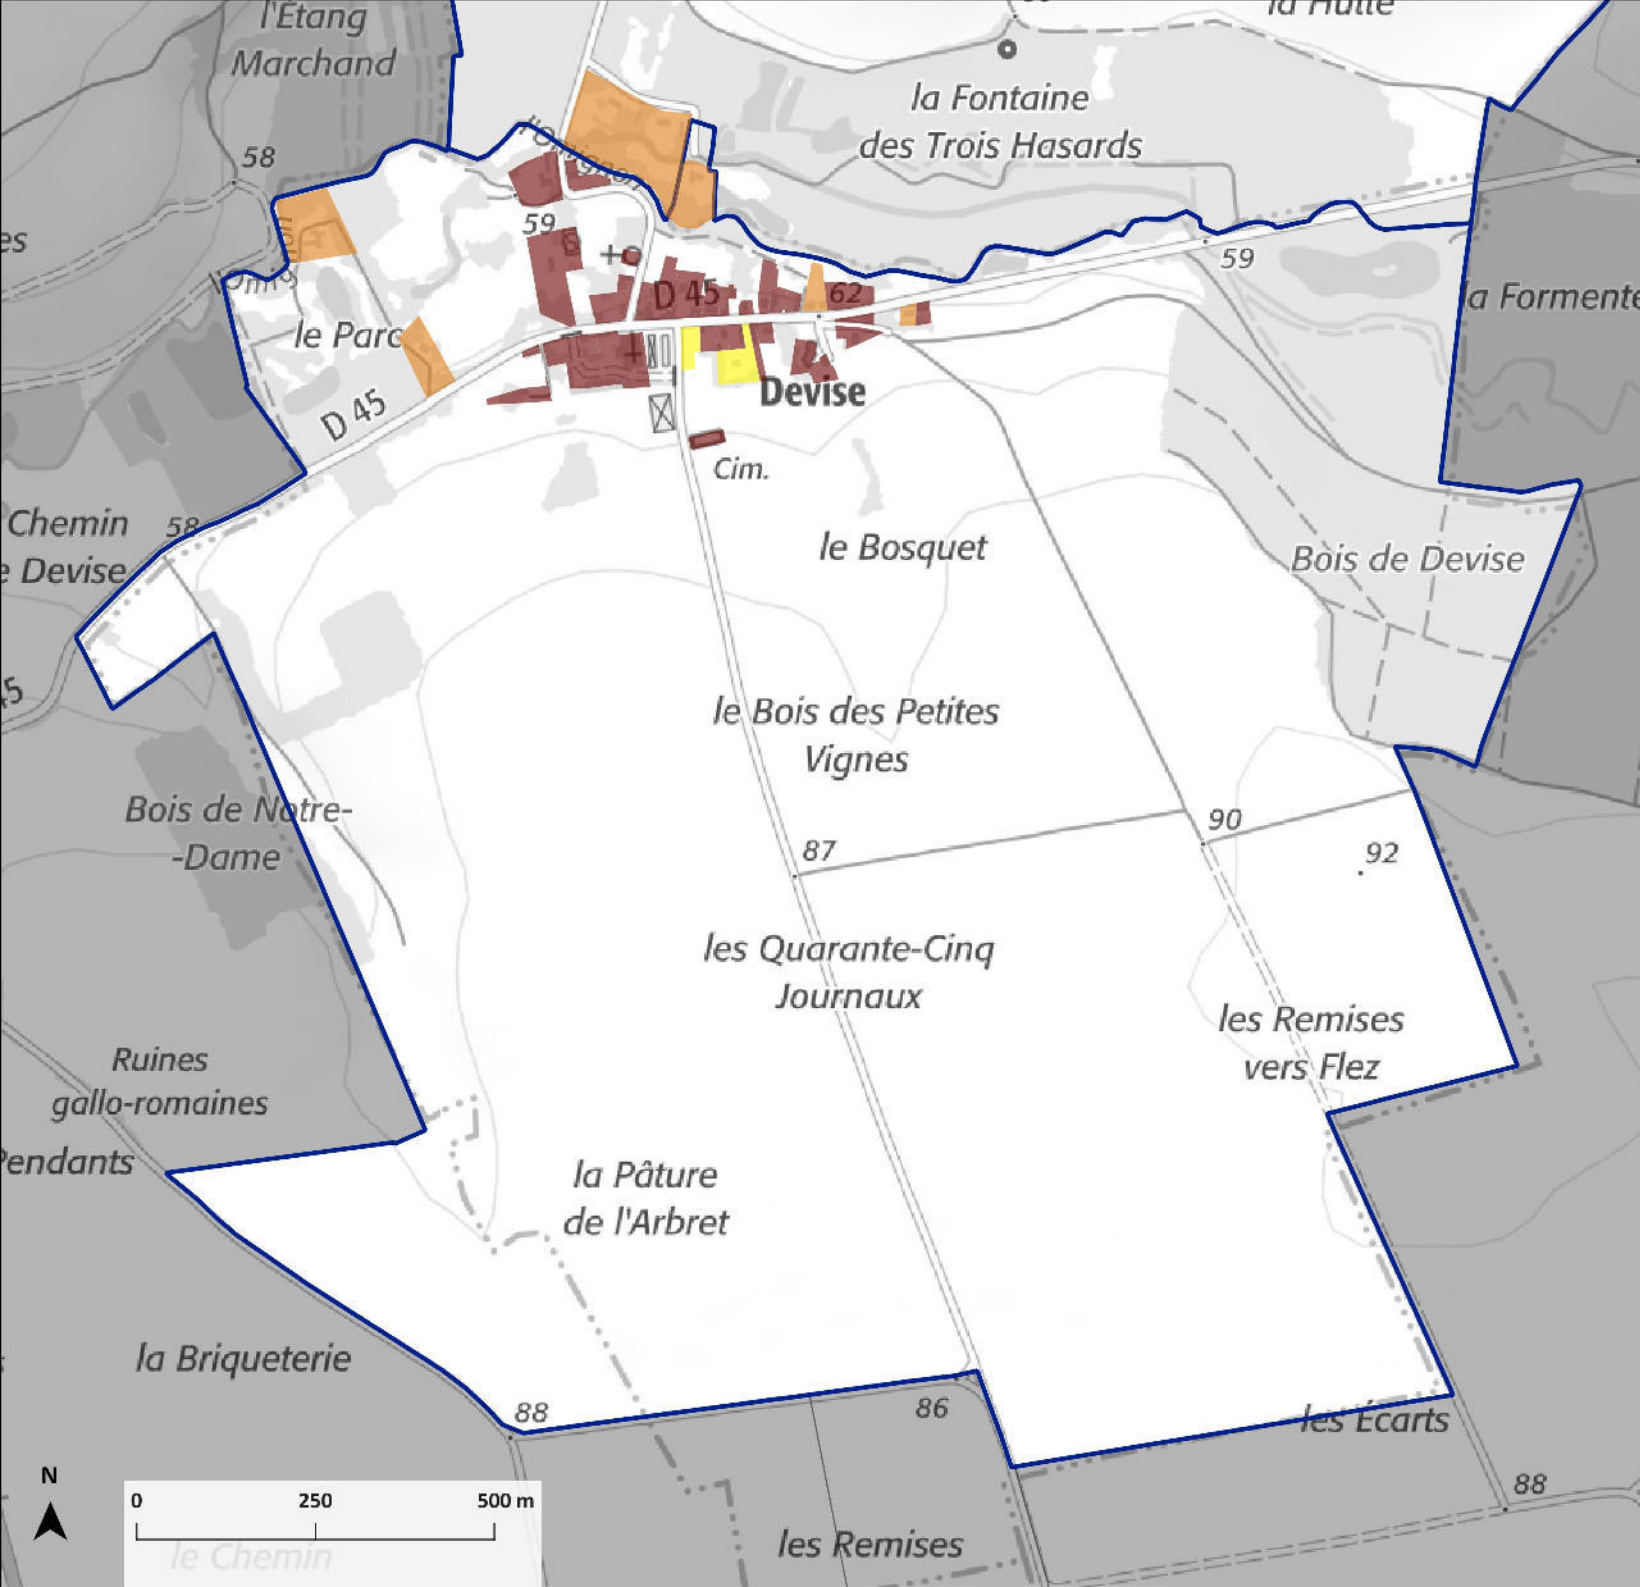 l'Étang
Marchand
la Hutte
la Fontaine
des Trois Hasards
58
l'Omignon
59
59
D 45
62
la Formente
le Parc
D 45
Devise
Cim.
Chemin
58
Devise
le Bosquet
Bois de Devise
le Bois des Petites
Vignes
Bois de Notre-
-Dame
87
90
92
les Quarante-Cinq
Journaux
les Remises
vers Flez
Ruines
gallo-romaines
Pendants
la Pâture
de l'Arbret
la Briqueterie
88
86
les Écarts
N
88
0 250 500 m
le Chemin
les Remises